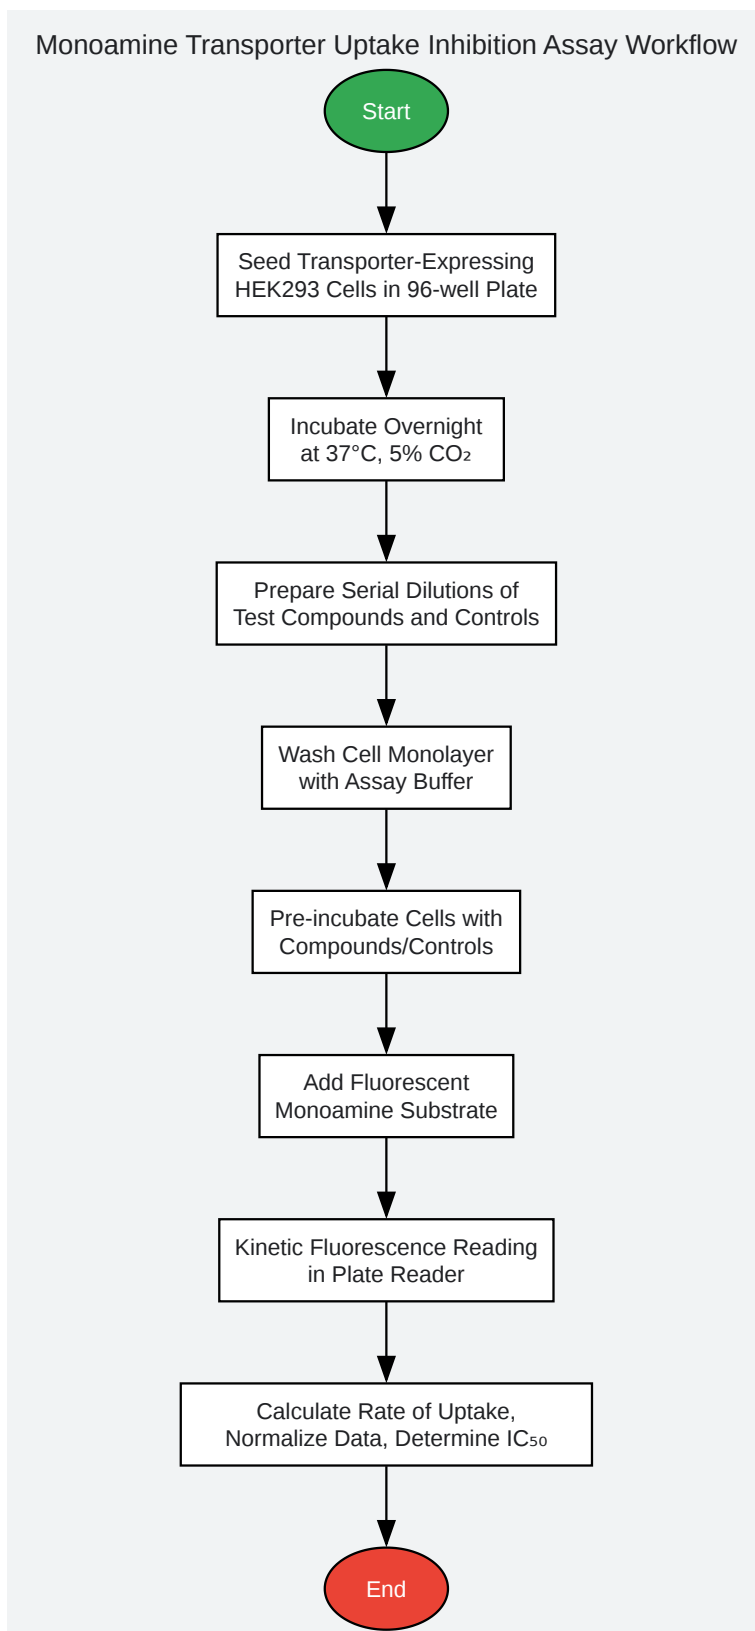 Monoamine Transporter Uptake Inhibition Assay Workflow
Start
Seed Transporter-Expressing
HEK293 Cells in 96-well Plate
Incubate Overnight
at 37°C, 5% CO₂
Prepare Serial Dilutions of
Test Compounds and Controls
Wash Cell Monolayer
with Assay Buffer
Pre-incubate Cells with
Compounds/Controls
Add Fluorescent
Monoamine Substrate
Kinetic Fluorescence Reading
in Plate Reader
Calculate Rate of Uptake,
Normalize Data, Determine IC₅₀
End